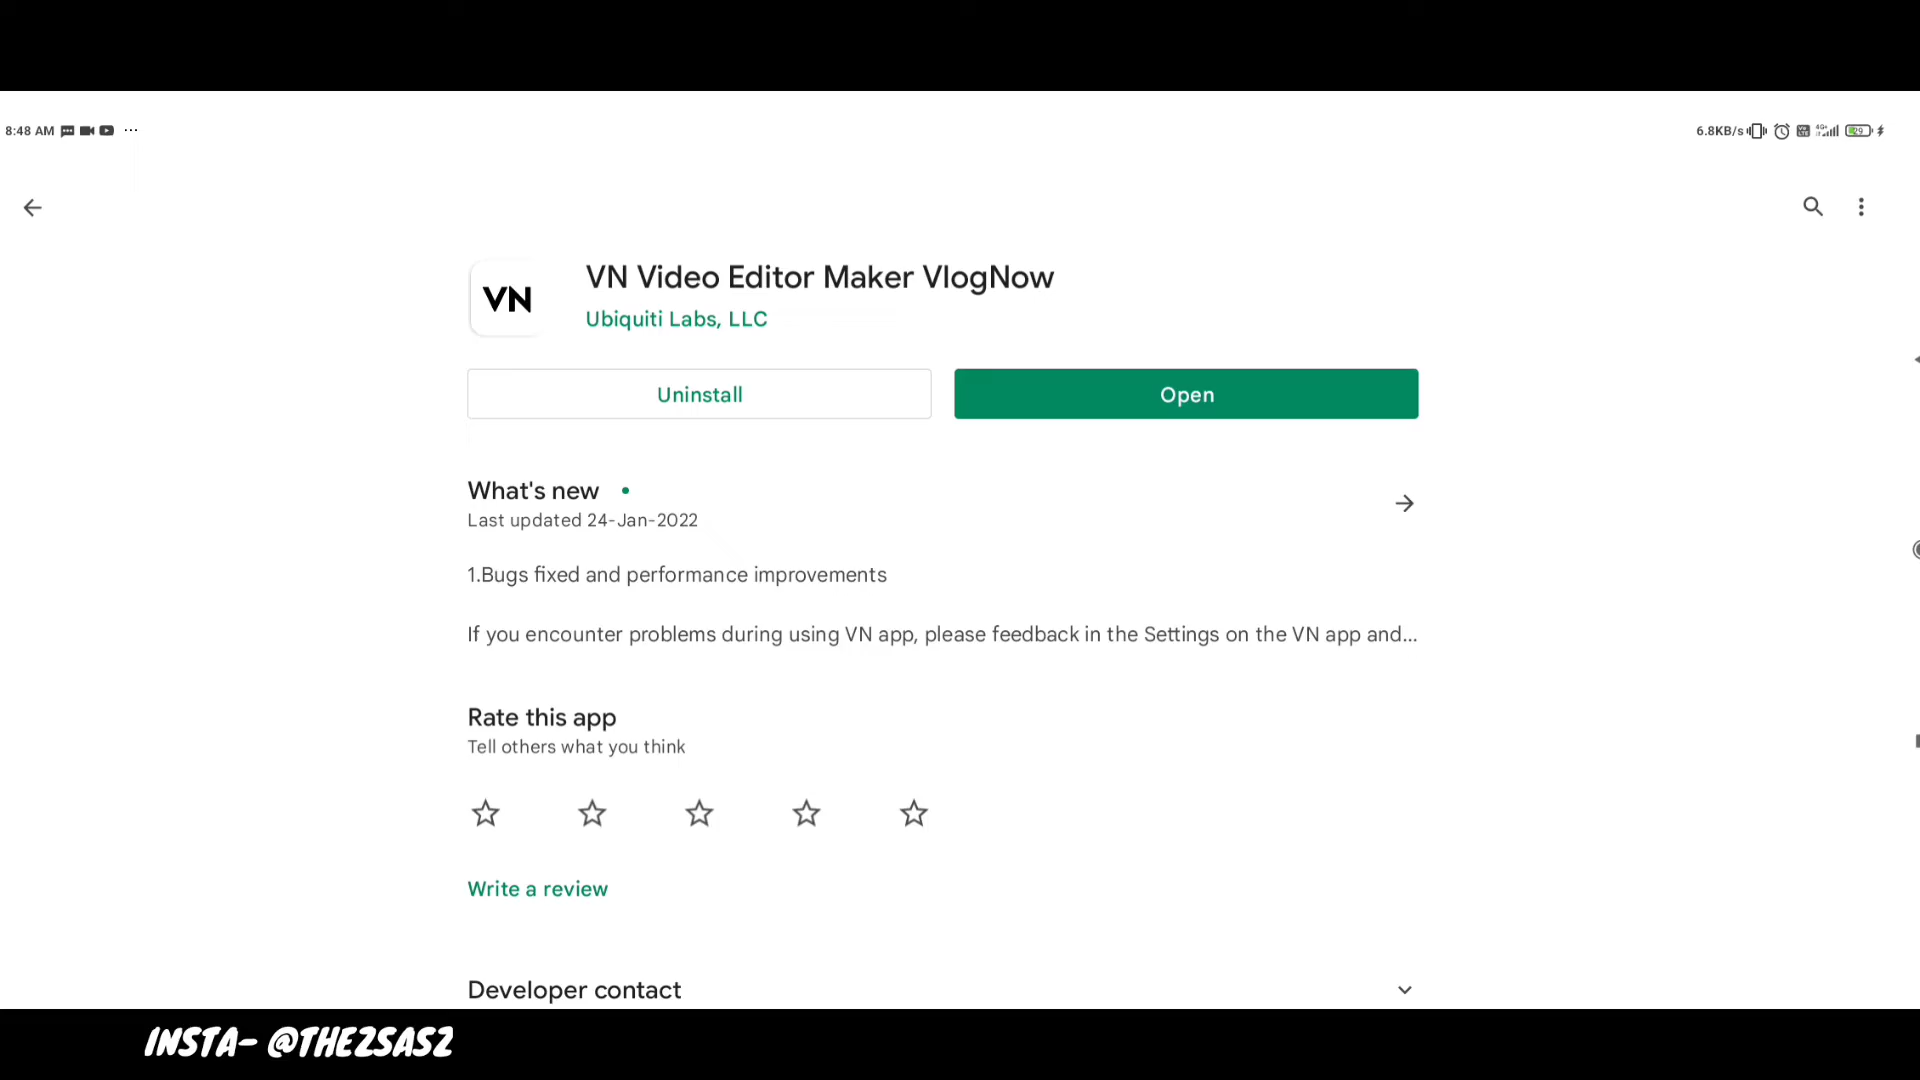 8:48 AM ...
6.8KB/s 4G+ 29
VN
VN Video Editor Maker VlogNow
Ubiquiti Labs, LLC
Uninstall
Open
What's new •
Last updated 24-Jan-2022
1.Bugs fixed and performance improvements
If you encounter problems during using VN app, please feedback in the Settings on the VN app and...
Rate this app
Tell others what you think
Write a review
Developer contact
INSTA- @THE2SAS2